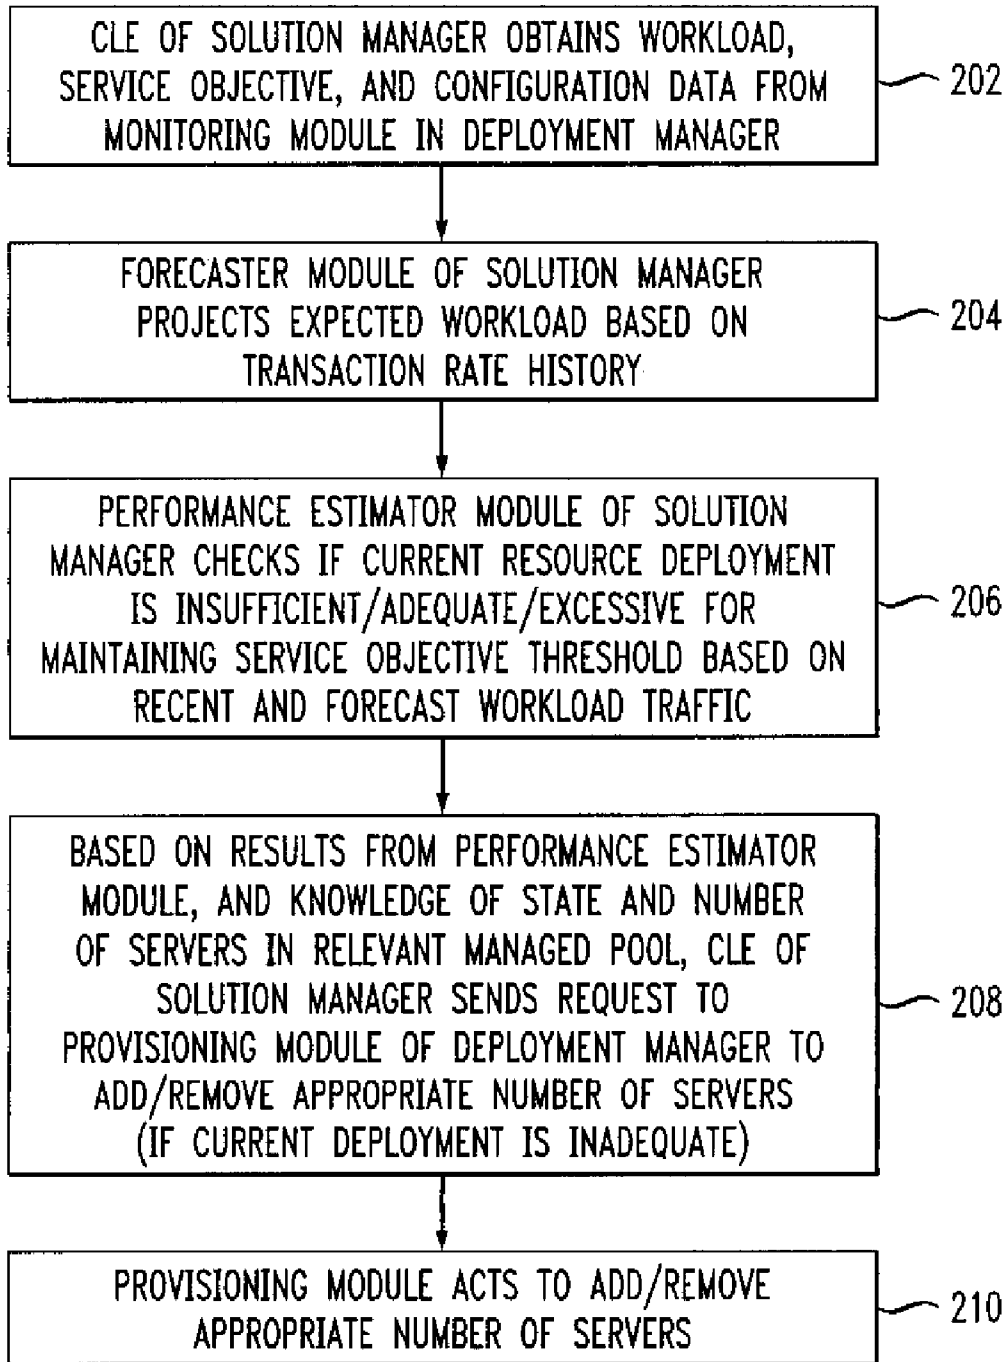 CLE OF SOLUTION MANAGER OBTAINS WORKLOAD,
SERVICE OBJECTIVE, AND CONFIGURATION DATA FROM
MONITORING MODULE IN DEPLOYMENT MANAGER
202
FORECASTER MODULE OF SOLUTION MANAGER
PROJECTS EXPECTED WORKLOAD BASED ON
TRANSACTION RATE HISTORY
204
PERFORMANCE ESTIMATOR MODULE OF SOLUTION
MANAGER CHECKS IF CURRENT RESOURCE DEPLOYMENT
IS INSUFFICIENT/ADEQUATE/EXCESSIVE FOR
MAINTAINING SERVICE OBJECTIVE THRESHOLD BASED ON
RECENT AND FORECAST WORKLOAD TRAFFIC
206
BASED ON RESULTS FROM PERFORMANCE ESTIMATOR
MODULE, AND KNOWLEDGE OF STATE AND NUMBER
OF SERVERS IN RELEVANT MANAGED POOL, CLE OF
SOLUTION MANAGER SENDS REQUEST TO
PROVISIONING MODULE OF DEPLOYMENT MANAGER TO
ADD/REMOVE APPROPRIATE NUMBER OF SERVERS
(IF CURRENT DEPLOYMENT IS INADEQUATE)
208
PROVISIONING MODULE ACTS TO ADD/REMOVE
APPROPRIATE NUMBER OF SERVERS
210